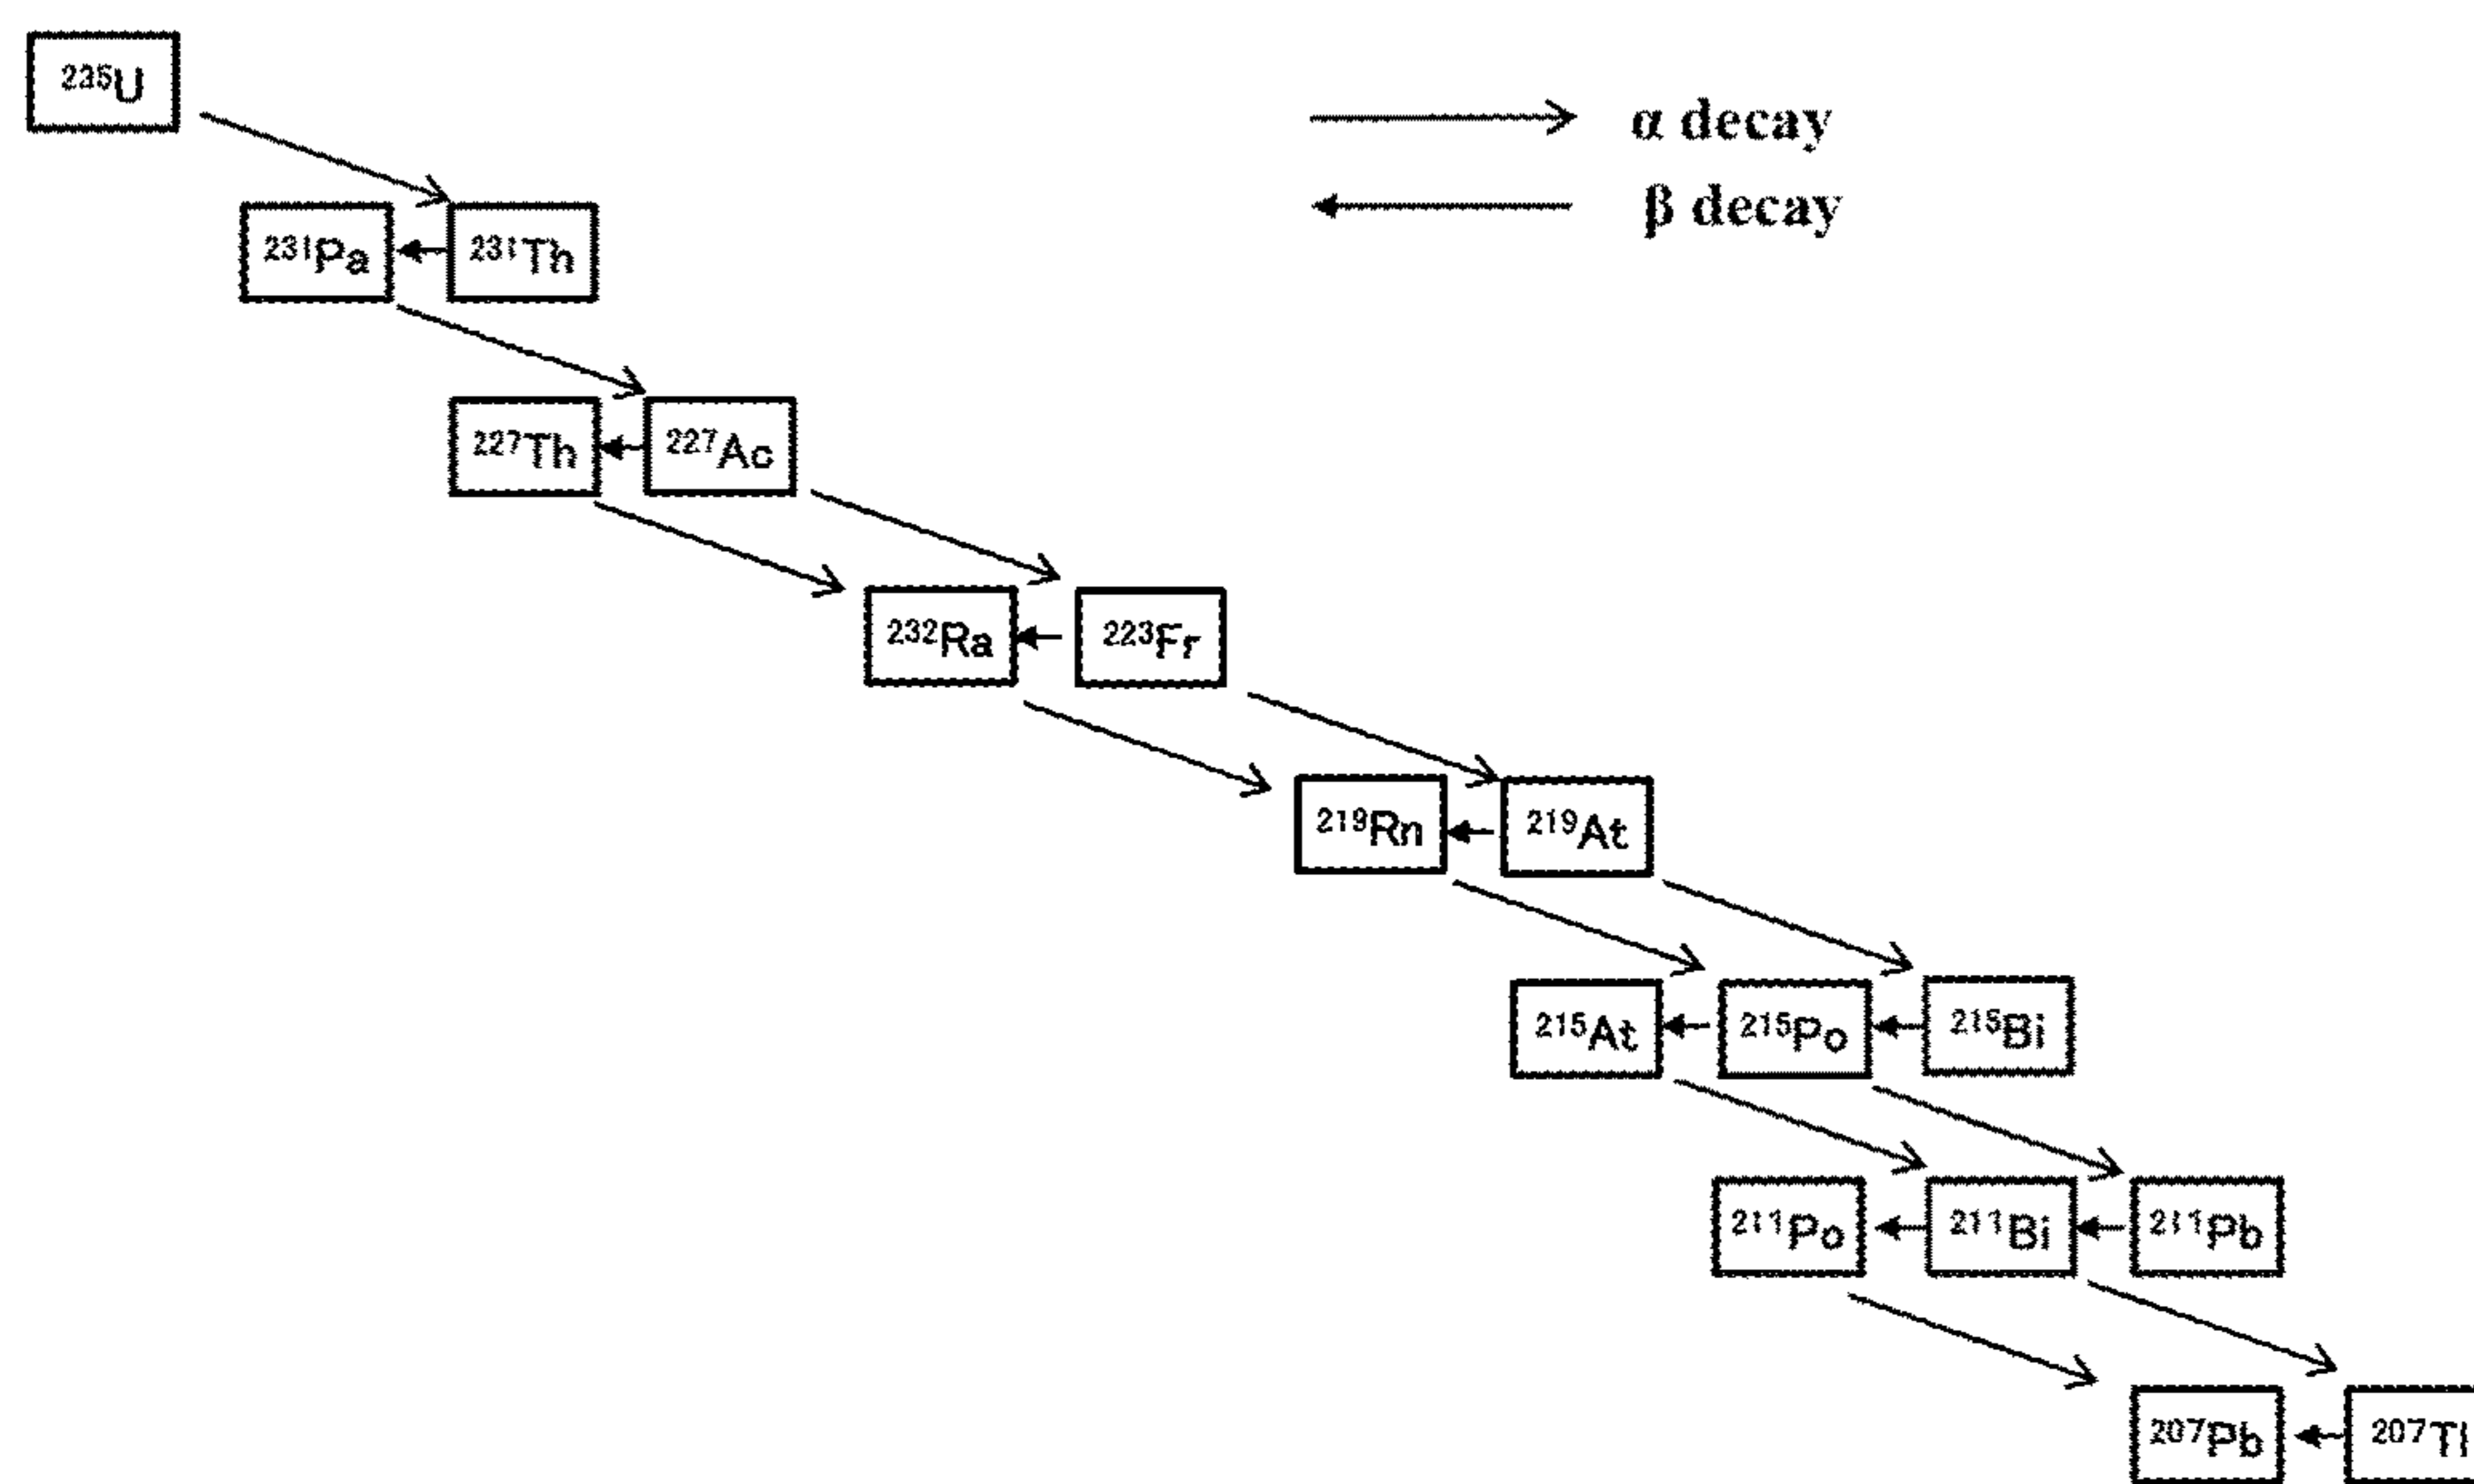 ²³⁵U
α decay
β decay
²³¹Pa ²³¹Th
²²⁷Th ²²⁷Ac
²³²Ra ²²³Fr
²¹⁹Rn ²¹⁹At
²¹⁵At ²¹⁵Po ²¹⁵Bi
²¹¹Po ²¹¹Bi ²¹¹Pb
²⁰⁷Pb ²⁰⁷Tl